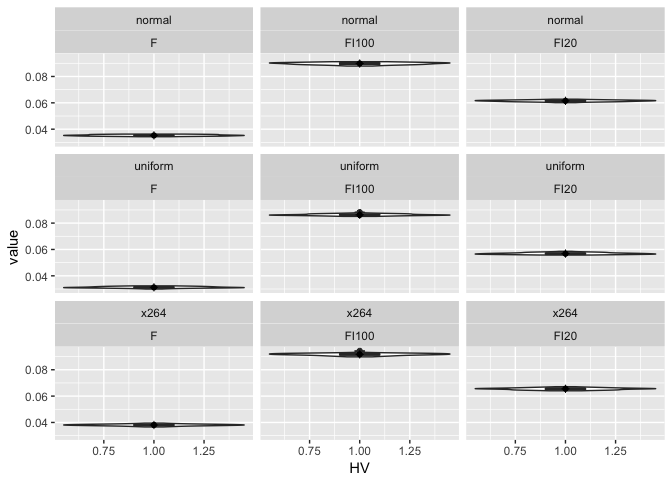 normal normal normal
F FI100 FI20
0.08
0.06
0.04
uniform uniform uniform
F FI100 FI20
0.08
0.06
0.04
value
x264 x264 x264
F FI100 FI20
0.08
0.06
0.04
0.75 1.00 1.25 0.75 1.00 1.25 0.75 1.00 1.25
HV